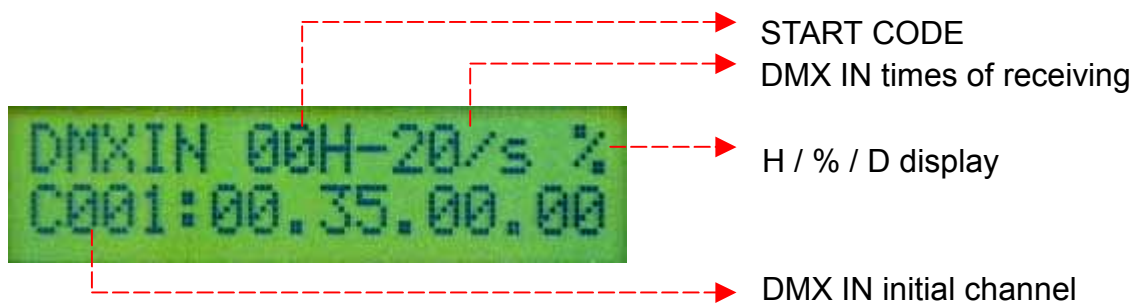 START CODE
DMX IN times of receiving
DMXIN 00H-20/s %
H / % / D display
C001:00.35.00.00
DMX IN initial channel